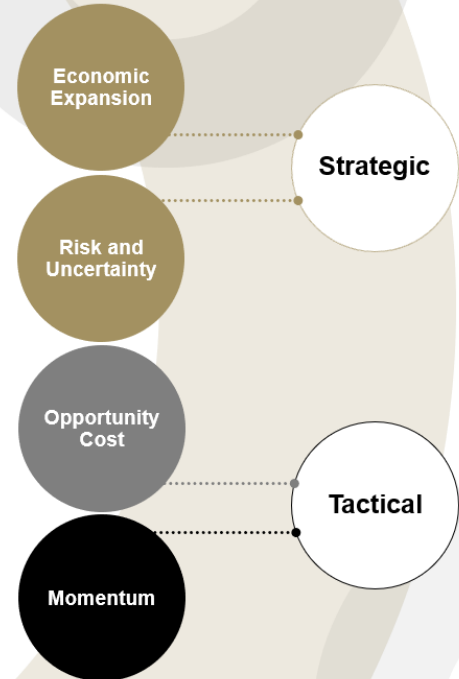 Economic
Expansion
Strategic
Risk and
Uncertainty
Opportunity
Cost
Tactical
Momentum